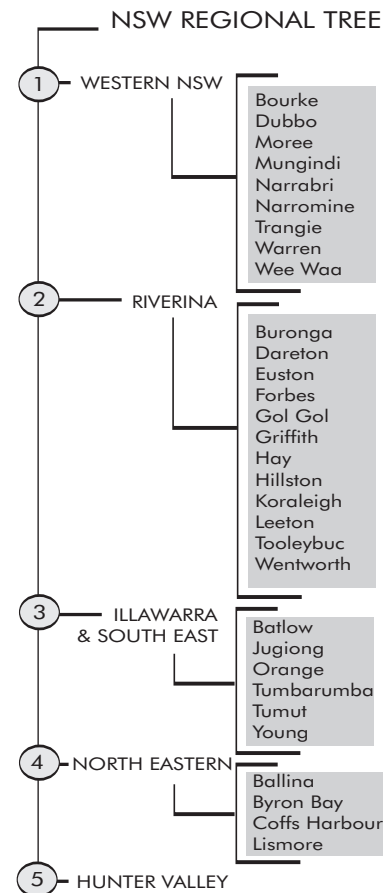 NSW REGIONAL TREE
1
WESTERN NSW
Bourke
Dubbo
Moree
Mungindi
Narrabri
Narromine
Trangie
Warren
Wee Waa
2
RIVERINA
Buronga
Dareton
Euston
Forbes
Gol Gol
Griffith
Hay
Hillston
Koraleigh
Leeton
Tooleybuc
Wentworth
3
ILLAWARRA
& SOUTH EAST
Batlow
Jugiong
Orange
Tumbarumba
Tumut
Young
4
NORTH EASTERN
Ballina
Byron Bay
Coffs Harbour
Lismore
5
HUNTER VALLEY